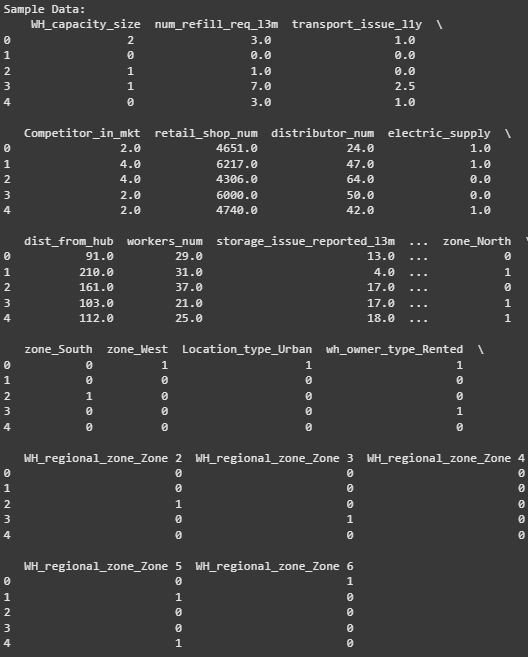 Sample Data:
WH_capacity_size num_refill_req_l3m transport_issue_l1y \
0 2 3.0 1.0
1 0 0.0 0.0
2 1 1.0 0.0
3 1 7.0 2.5
4 0 3.0 1.0
Competitor_in_mkt retail_shop_num distributor_num electric_supply \
0 2.0 4651.0 24.0 1.0
1 4.0 6217.0 47.0 1.0
2 4.0 4306.0 64.0 0.0
3 2.0 6000.0 50.0 0.0
4 2.0 4740.0 42.0 1.0
dist_from_hub workers_num storage_issue_reported_l3m ... zone_North \
0 91.0 29.0 13.0 ... 0
1 210.0 31.0 4.0 ... 1
2 161.0 37.0 17.0 ... 0
3 103.0 21.0 17.0 ... 1
4 112.0 25.0 18.0 ... 1
zone_South zone_West Location_type_Urban wh_owner_type_Rented \
0 0 1 1 1
1 0 0 0 0
2 1 0 0 0
3 0 0 0 1
4 0 0 0 0
WH_regional_zone_Zone 2 WH_regional_zone_Zone 3 WH_regional_zone_Zone 4
0 0 0 0
1 0 0 0
2 1 0 0
3 0 1 0
4 0 0 0
WH_regional_zone_Zone 5 WH_regional_zone_Zone 6
0 0 1
1 1 0
2 0 0
3 0 0
4 1 0